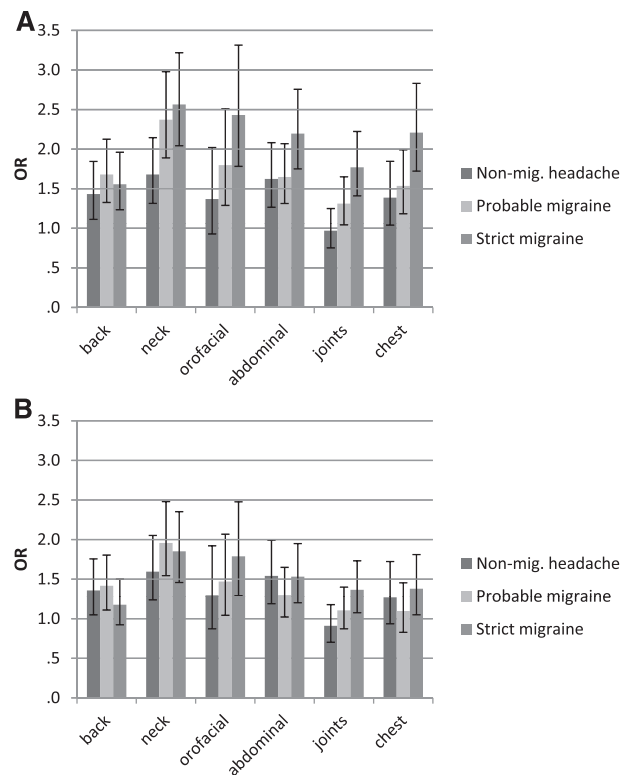 A
3.5
3.0
2.5
2.0
1.5
1.0
.5
.0
OR
back
neck
orofacial
abdominal
joints
chest
Non-mig. headache
Probable migraine
Strict migraine
B
3.5
3.0
2.5
2.0
1.5
1.0
.5
.0
OR
back
neck
orofacial
abdominal
joints
chest
Non-mig. headache
Probable migraine
Strict migraine